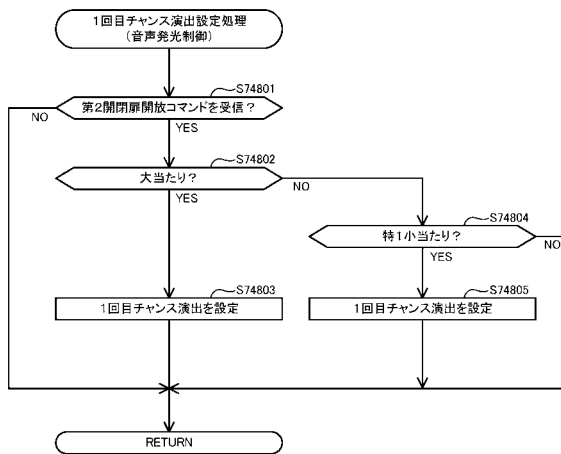 1回目チャンス演出設定処理
(音声発光制御)
S74801
第2開閉扉開放コマンドを受信？
NO
YES
S74802
大当たり？
NO
YES
S74804
特1小当たり？
NO
YES
S74803
1回目チャンス演出を設定
S74805
1回目チャンス演出を設定
RETURN